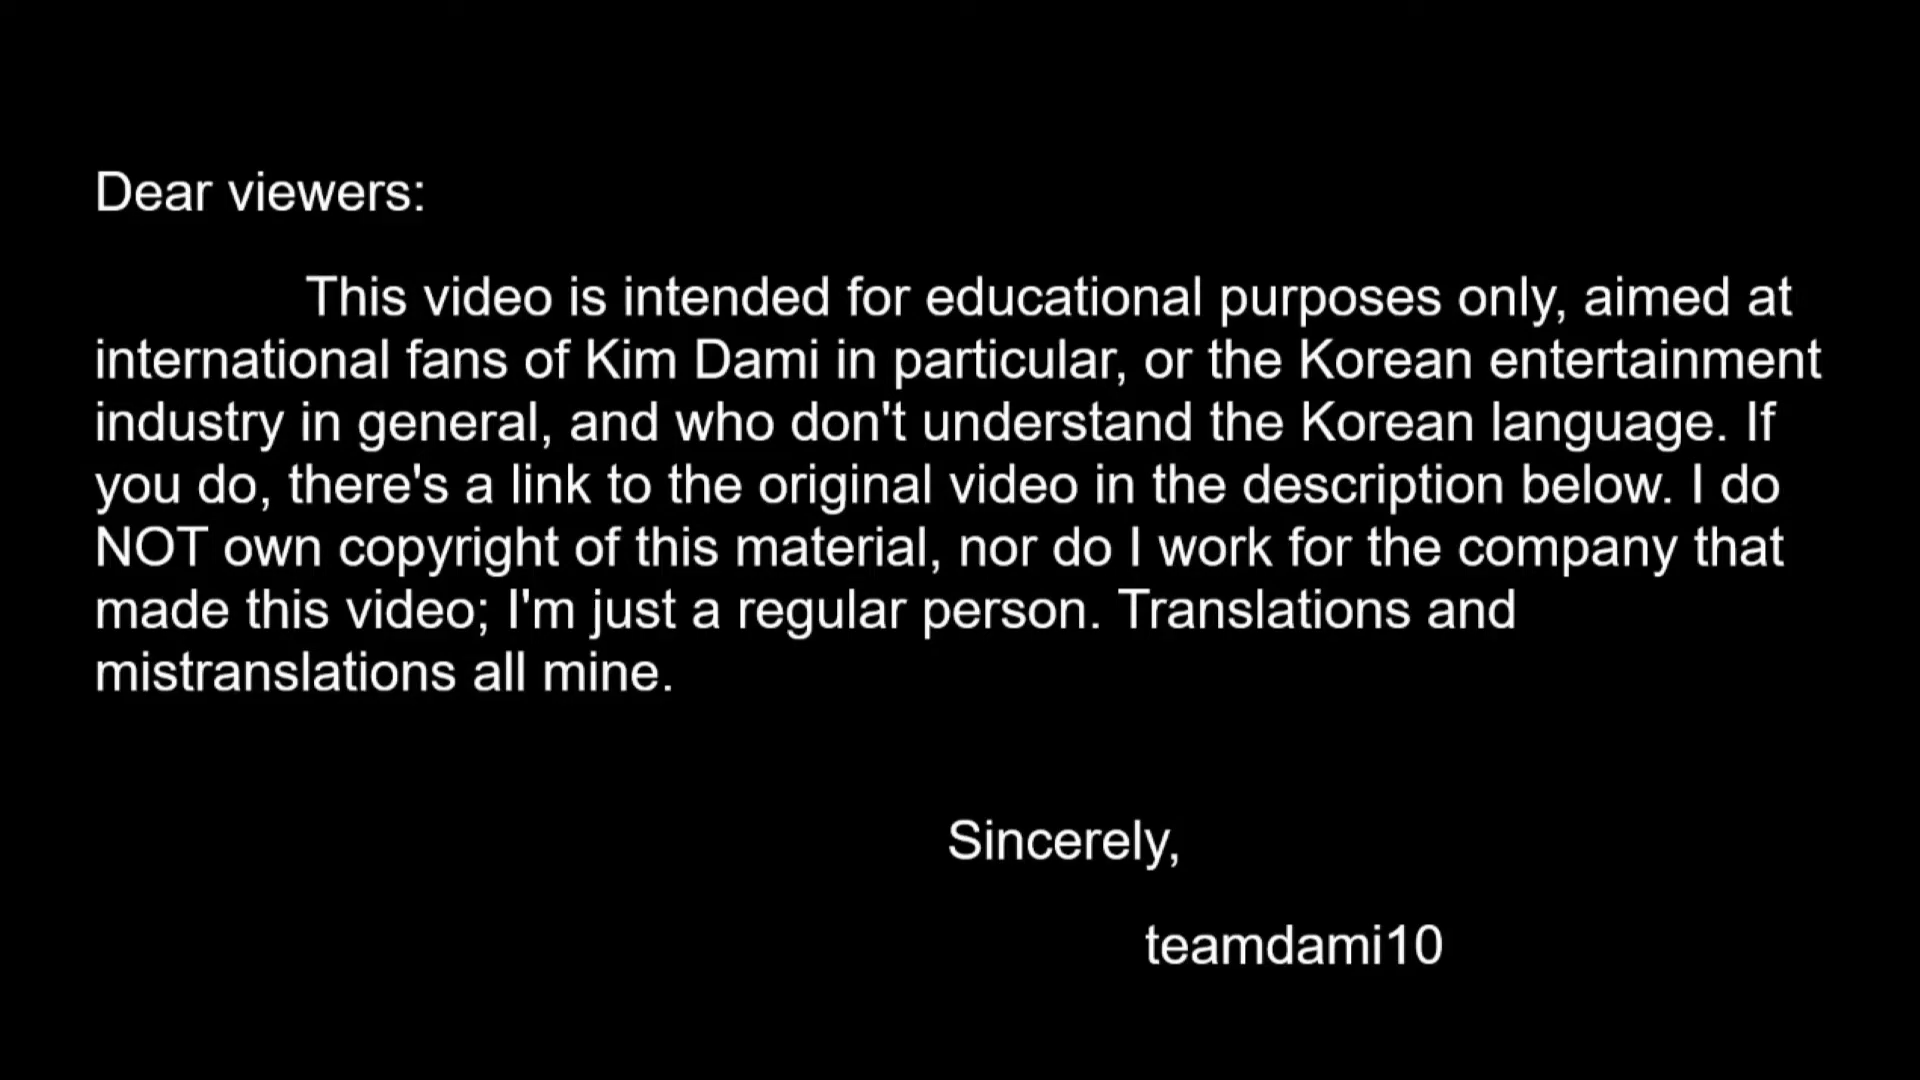 Dear viewers:
This video is intended for educational purposes only, aimed at
international fans of Kim Dami in particular, or the Korean entertainment
industry in general, and who don't understand the Korean language. If
you do, there's a link to the original video in the description below. I do
NOT own copyright of this material, nor do I work for the company that
made this video; I'm just a regular person. Translations and
mistranslations all mine.
Sincerely,
teamdami10